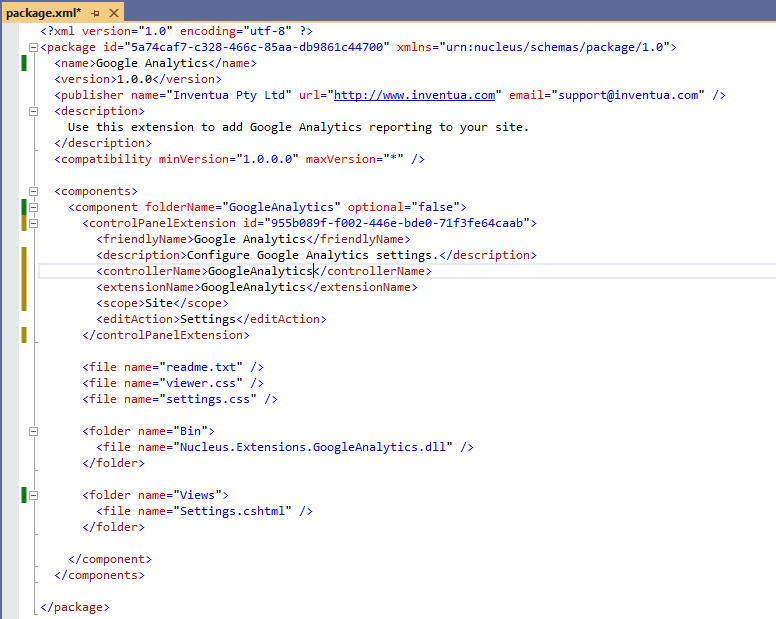 package.xml*
<?xml version="1.0" encoding="utf-8" ?>
<package id="5a74caf7-c328-466c-85aa-db9861c44700" xmlns="urn:nucleus/schemas/package/1.0">
  <name>Google Analytics</name>
  <version>1.0.0</version>
  <publisher name="Inventua Pty Ltd" url="http://www.inventua.com" email="support@inventua.com" />
  <description>
    Use this extension to add Google Analytics reporting to your site.
  </description>
  <compatibility minVersion="1.0.0.0" maxVersion="*" />
  <components>
    <component folderName="GoogleAnalytics" optional="false">
      <controlPanelExtension id="955b089f-f002-446e-bde0-71f3fe64caab">
        <friendlyName>Google Analytics</friendlyName>
        <description>Configure Google Analytics settings.</description>
        <controllerName>GoogleAnalytics</controllerName>
        <extensionName>GoogleAnalytics</extensionName>
        <scope>Site</scope>
        <editAction>Settings</editAction>
      </controlPanelExtension>
      <file name="readme.txt" />
      <file name="viewer.css" />
      <file name="settings.css" />
      <folder name="Bin">
        <file name="Nucleus.Extensions.GoogleAnalytics.dll" />
      </folder>
      <folder name="Views">
        <file name="Settings.cshtml" />
      </folder>
    </component>
  </components>
</package>